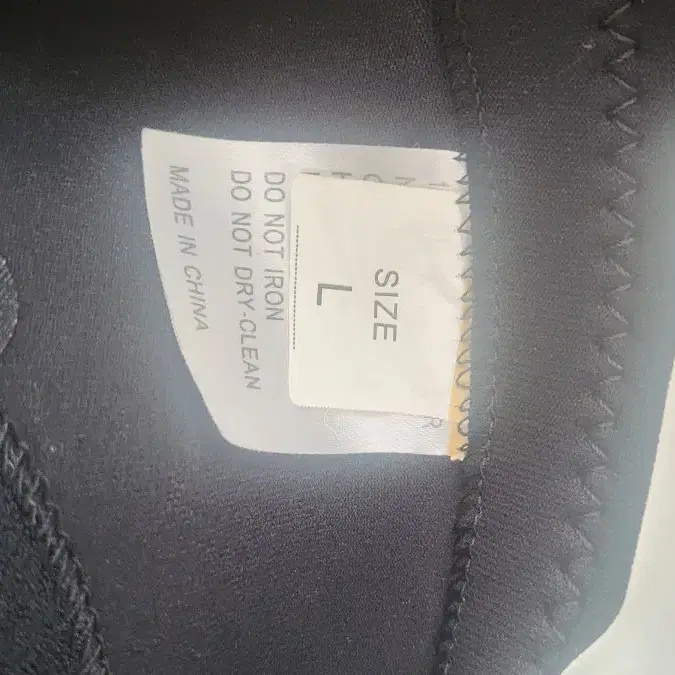 SIZE
L
DO NOT IRON
DO NOT DRY-CLEAN
MADE IN CHINA